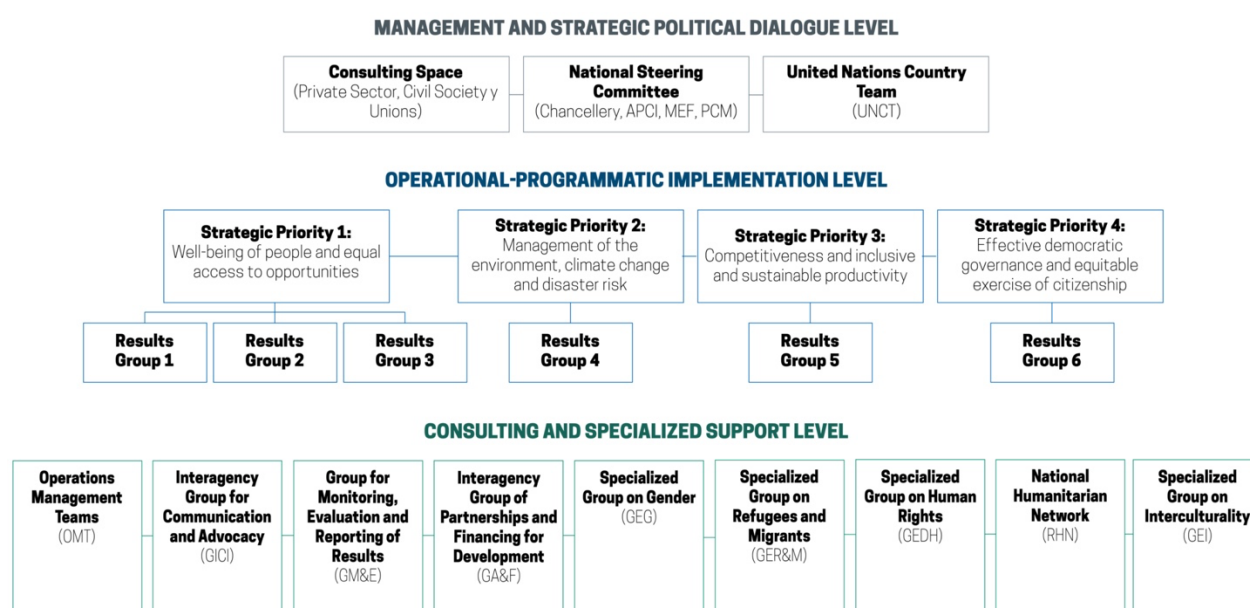 MANAGEMENT AND STRATEGIC POLITICAL DIALOGUE LEVEL
Consulting Space
(Private Sector, Civil Society y
Unions)
National Steering
Committee
(Chancellery, APCI, MEF, PCM)
United Nations Country
Team
(UNCT)
OPERATIONAL-PROGRAMMATIC IMPLEMENTATION LEVEL
Strategic Priority 1:
Well-being of people and equal
access to opportunities
Strategic Priority 2:
Management of the
environment, climate change
and disaster risk
Strategic Priority 3:
Competitiveness and inclusive
and sustainable productivity
Strategic Priority 4:
Effective democratic
governance and equitable
exercise of citizenship
Results
Group 1
Results
Group 2
Results
Group 3
Results
Group 4
Results
Group 5
Results
Group 6
CONSULTING AND SPECIALIZED SUPPORT LEVEL
Operations
Management
Teams
(OMT)
Interagency
Group for
Communication
and Advocacy
(GICI)
Group for
Monitoring,
Evaluation and
Reporting of
Results
(GM&E)
Interagency
Group of
Partnerships and
Financing for
Development
(GA&F)
Specialized
Group on Gender
(GEG)
Specialized
Group on
Refugees and
Migrants
(GER&M)
Specialized
Group on Human
Rights
(GEDH)
National
Humanitarian
Network
(RHN)
Specialized
Group on
Interculturality
(GEI)